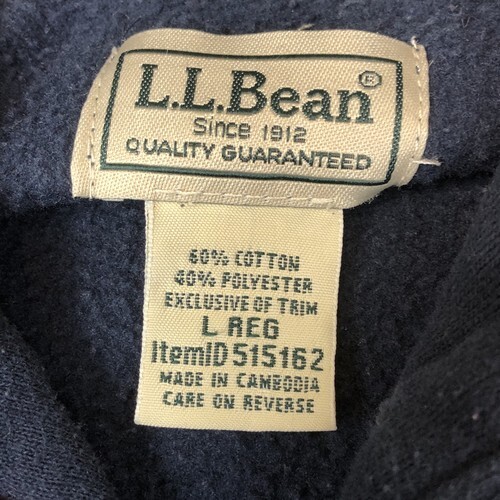 L.L.Bean®
Since 1912
QUALITY GUARANTEED
60% COTTON
40% POLYESTER
EXCLUSIVE OF TRIM
L REG
ItemID 515162
MADE IN CAMBODIA
CARE ON REVERSE